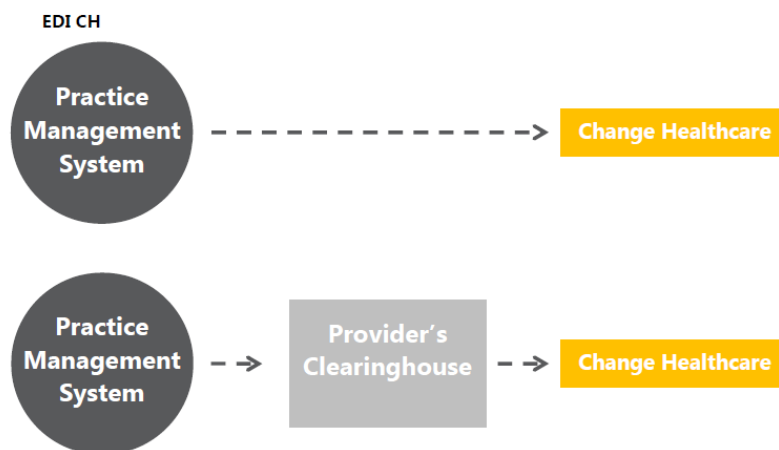 EDI CH
Practice
Management
System
Change Healthcare
Practice
Management
System
Provider’s
Clearinghouse
Change Healthcare